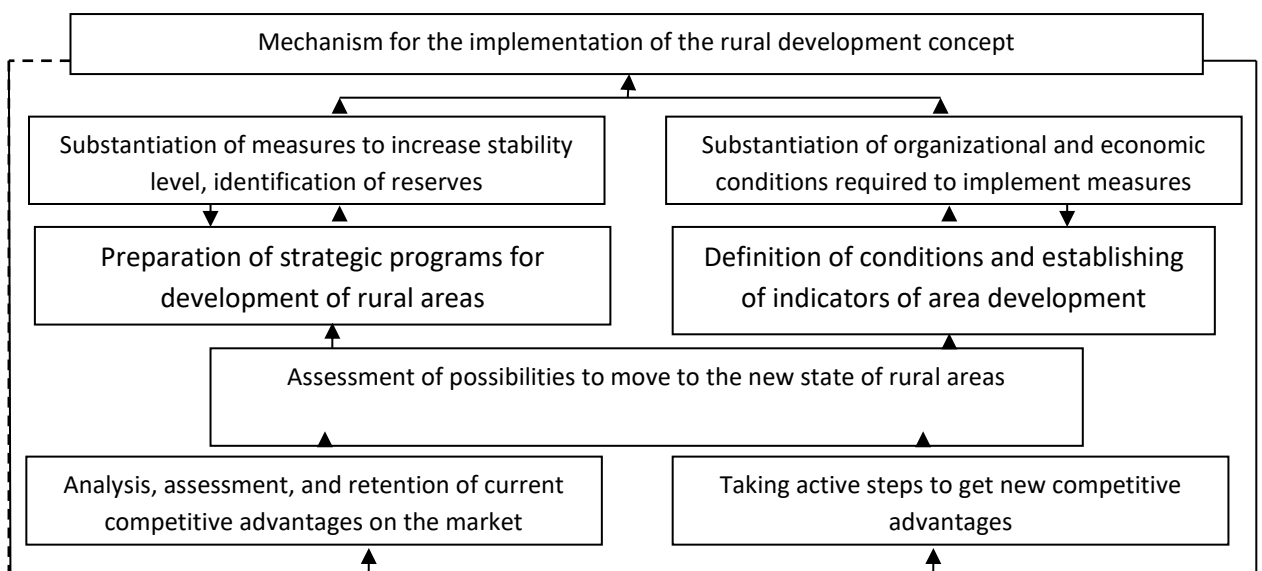 Mechanism for the implementation of the rural development concept
Substantiation of measures to increase stability
level, identification of reserves
Substantiation of organizational and economic
conditions required to implement measures
Preparation of strategic programs for
development of rural areas
Definition of conditions and establishing
of indicators of area development
Assessment of possibilities to move to the new state of rural areas
Analysis, assessment, and retention of current
competitive advantages on the market
Taking active steps to get new competitive
advantages